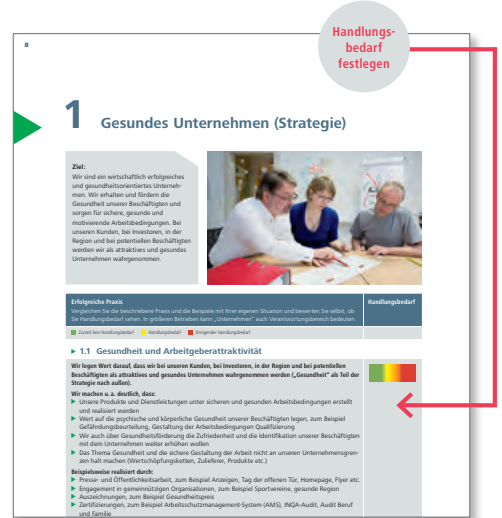 Handlungs-
bedarf
festlegen
8
1 Gesundes Unternehmen (Strategie)
Ziel:
Wir sind ein wirtschaftlich erfolgreiches
und gesundheitsorientiertes Unterneh-
men. Wir erhalten und fördern die
Gesundheit unserer Beschäftigten und
sorgen für sichere, gesunde und
motivierende Arbeitsbedingungen. Bei
unseren Kunden, bei Investoren, in der
Region und bei potentiellen Beschäftigten
werden wir als attraktives und gesundes
Unternehmen wahrgenommen.
Erfolgreiche Praxis
Vergleichen Sie die beschriebene Praxis und die Beispiele mit Ihrer eigenen Situation und bewerten Sie selbst, ob
Sie Handlungsbedarf sehen. In größeren Betrieben kann „Unternehmen“ auch Verantwortungsbereich bedeuten.
Handlungsbedarf
Zurzeit kein Handlungsbedarf Handlungsbedarf Dringender Handlungsbedarf
1.1 Gesundheit und Arbeitgeberattraktivität
Wir legen Wert darauf, dass wir bei unseren Kunden, bei Investoren, in der Region und bei potentiellen
Beschäftigten als attraktives und gesundes Unternehmen wahrgenommen werden („Gesundheit“ als Teil der
Strategie nach außen).
Wir machen u. a. deutlich, dass:
Unsere Produkte und Dienstleistungen unter sicheren und gesunden Arbeitsbedingungen erstellt
und realisiert werden
Wert auf die psychische und körperliche Gesundheit unserer Beschäftigten legen, zum Beispiel
Gefährdungsbeurteilung, Gestaltung der Arbeitsbedingungen Qualifizierung
Wir auch über Gesundheitsförderung die Zufriedenheit und die Identifikation unserer Beschäftigten
mit dem Unternehmen weiter erhöhen wollen
Das Thema Gesundheit und die sichere Gestaltung der Arbeit nicht an unseren Unternehmensgren-
zen halt machen (Wertschöpfungsketten, Zulieferer, Produkte etc.)
Beispielsweise realisiert durch:
Presse- und Öffentlichkeitsarbeit, zum Beispiel Anzeigen, Tag der offenen Tür, Homepage, Flyer etc.
Engagement in gemeinnützigen Organisationen, zum Beispiel Sportvereine, gesunde Region
Auszeichnungen, zum Beispiel Gesundheitspreis
Zertifizierungen, zum Beispiel Arbeitsschutzmanagement-System (AMS), INQA-Audit, Audit Beruf
und Familie